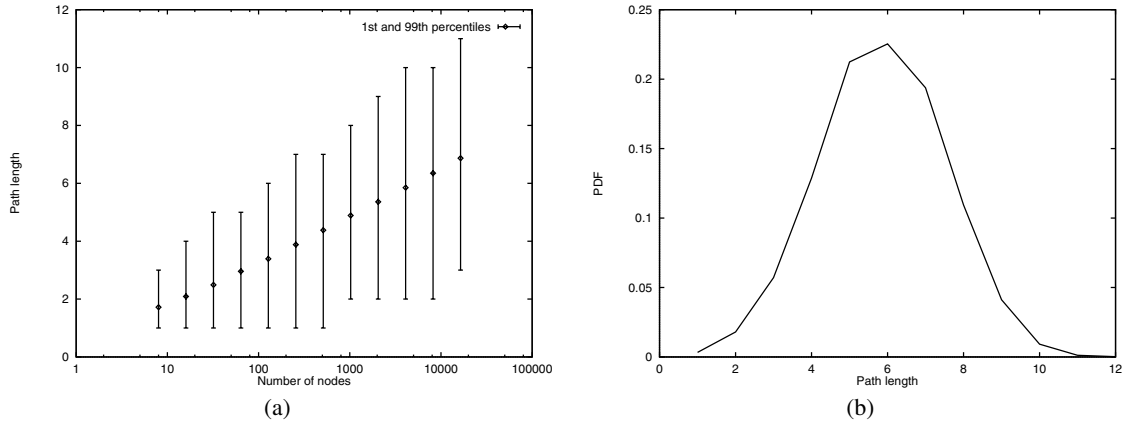 12
10
8
6
4
2
0
Path length
1st and 99th percentiles
1 10 100 1000 10000 100000
Number of nodes
(a)
0.25
0.2
0.15
0.1
0.05
0
PDF
0 2 4 6 8 10 12
Path length
(b)